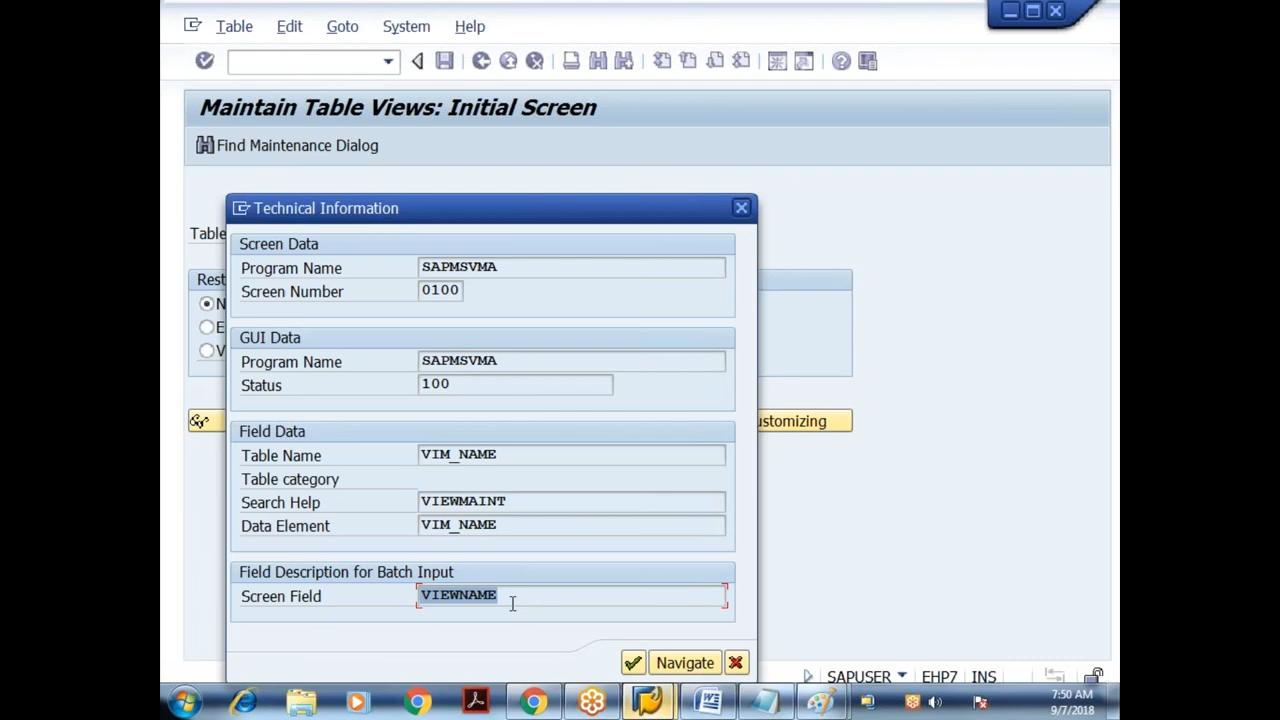 Table Edit Goto System Help
Maintain Table Views: Initial Screen
Find Maintenance Dialog
Technical Information
Table
Screen Data
Program Name SAPMSVMA
Rest
Screen Number 0100
N
E
GUI Data
V
Program Name SAPMSVMA
Status 100
ustomizing
Field Data
Table Name VIM_NAME
Table category
Search Help VIEWMAINT
Data Element VIM_NAME
Field Description for Batch Input
Screen Field VIEWNAME
Navigate
SAPUSER EHP7 INS
7:50 AM
9/7/2018